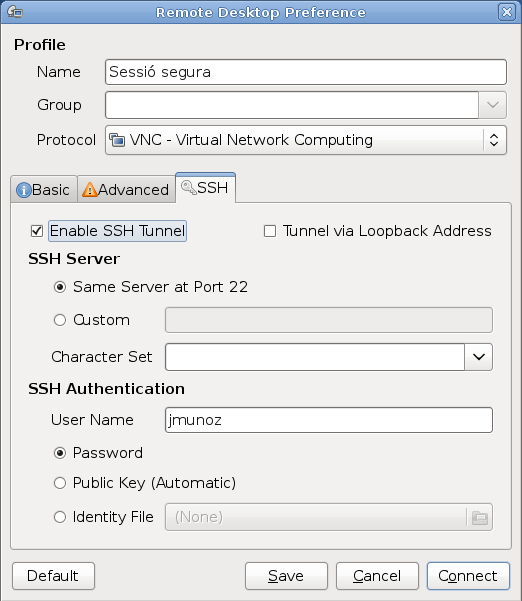 Remote Desktop Preference
Profile
Name Sessió segura
Group
Protocol VNC - Virtual Network Computing
Basic Advanced SSH
Enable SSH Tunnel Tunnel via Loopback Address
SSH Server
Same Server at Port 22
Custom
Character Set
SSH Authentication
User Name jmunoz
Password
Public Key (Automatic)
Identity File (None)
Default Save Cancel Connect